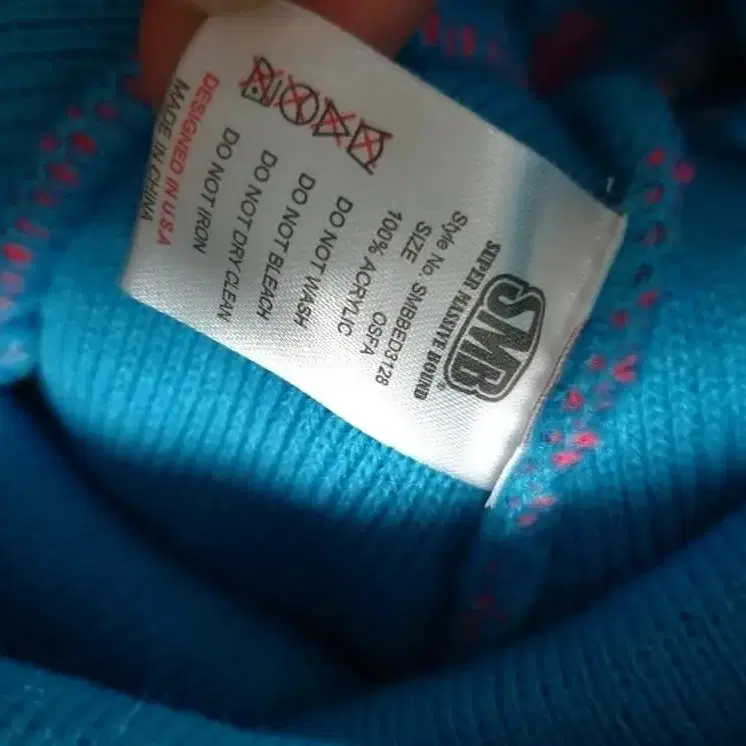 SMB
SUPER MASSIVE BOUND
Style No. SMBBED3128
SIZE OSFA
100% ACRYLIC
DO NOT WASH
DO NOT BLEACH
DO NOT DRY CLEAN
DO NOT IRON
DESIGNED IN U.S.A
MADE IN CHINA